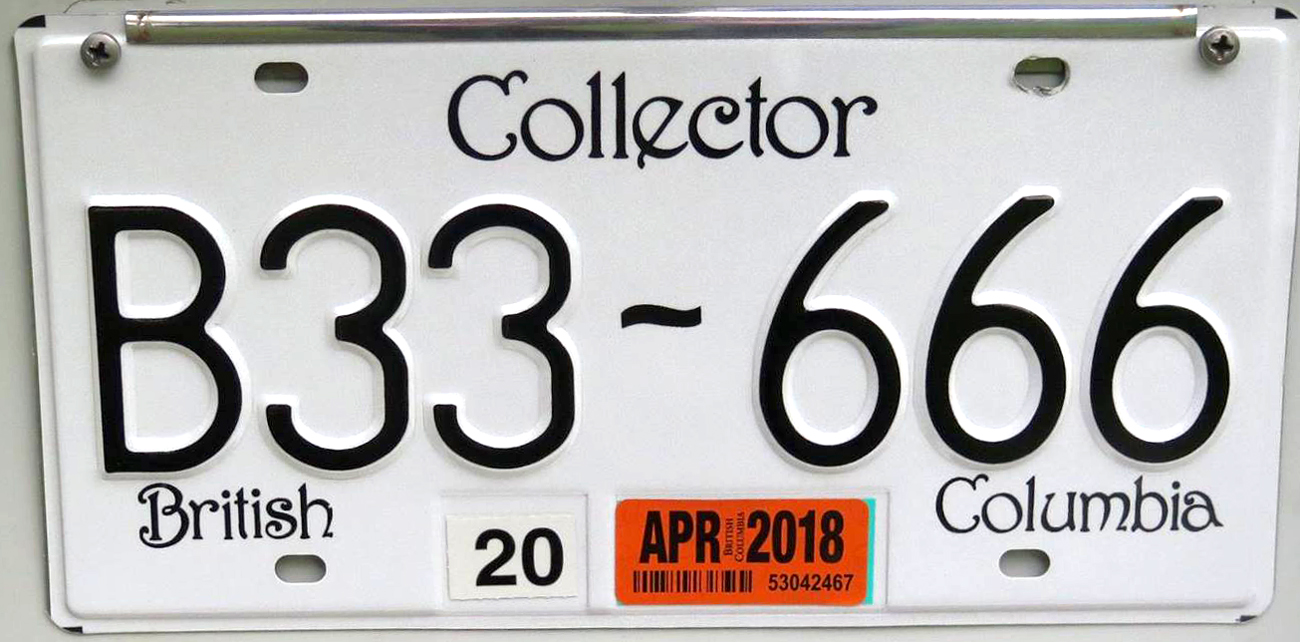 Collector
B33~666
British Columbia
20 APR BRITISH COLUMBIA 2018
53042467